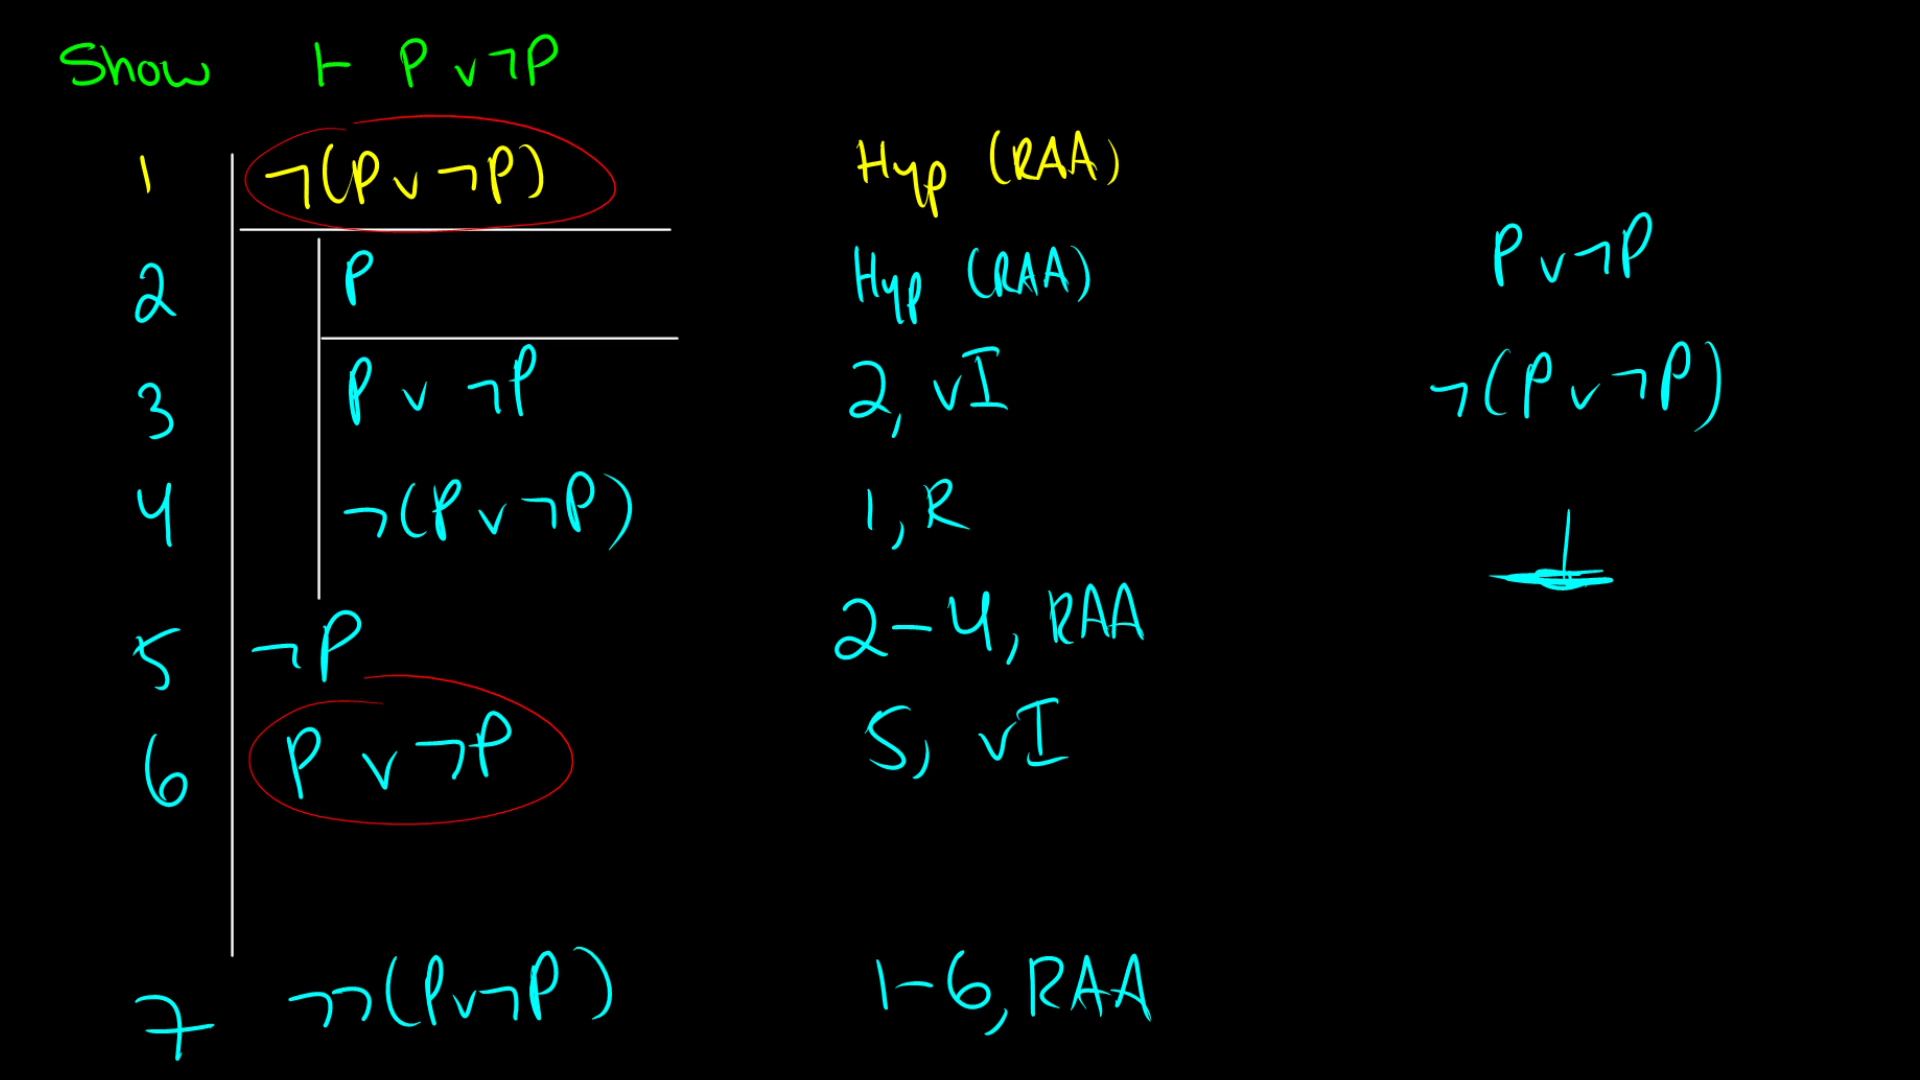 Show ⊢ P ∨ ¬P
1 ¬(P ∨ ¬P) Hyp (RAA)
2 P Hyp (RAA)
3 P ∨ ¬P 2, ∨I
4 ¬(P ∨ ¬P) 1, R
5 ¬P 2-4, RAA
6 P ∨ ¬P 5, ∨I
7 ¬¬(P∨¬P) 1-6, RAA
P ∨ ¬P
¬(P ∨ ¬P)
⊥